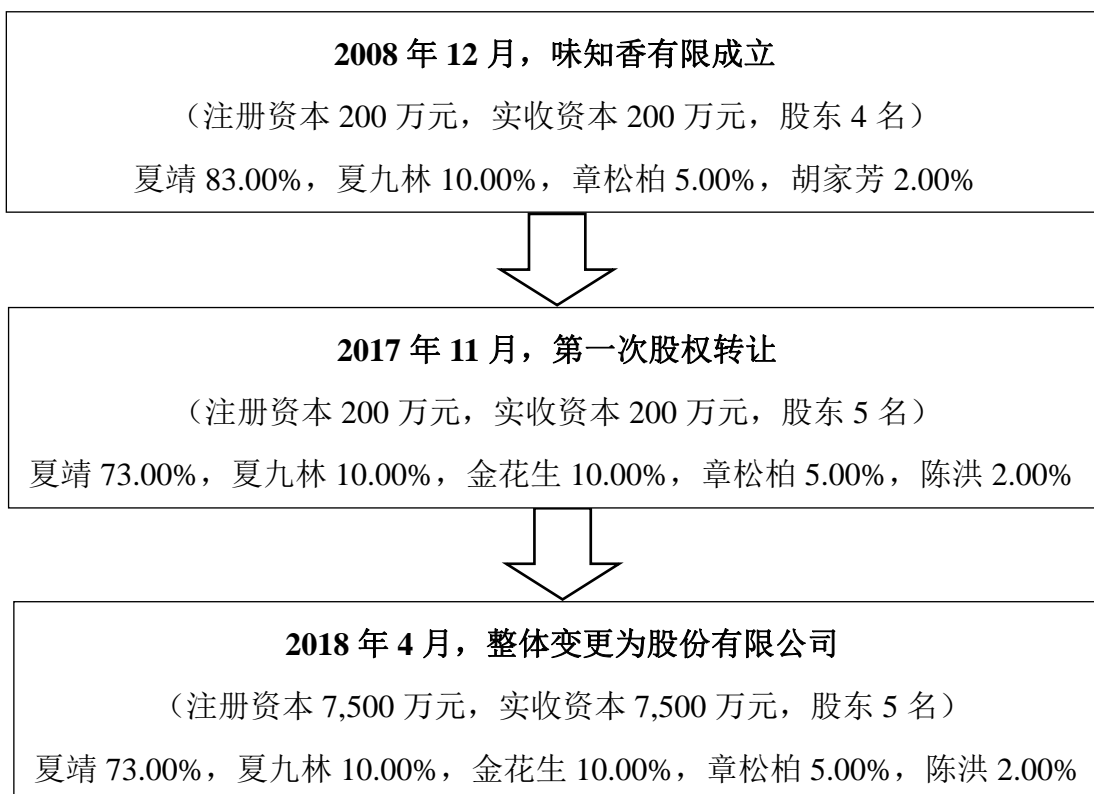 2008 年 12 月，味知香有限成立
（注册资本 200 万元，实收资本 200 万元，股东 4 名）
夏靖 83.00%，夏九林 10.00%，章松柏 5.00%，胡家芳 2.00%
2017 年 11 月，第一次股权转让
（注册资本 200 万元，实收资本 200 万元，股东 5 名）
夏靖 73.00%，夏九林 10.00%，金花生 10.00%，章松柏 5.00%，陈洪 2.00%
2018 年 4 月，整体变更为股份有限公司
（注册资本 7,500 万元，实收资本 7,500 万元，股东 5 名）
夏靖 73.00%，夏九林 10.00%，金花生 10.00%，章松柏 5.00%，陈洪 2.00%